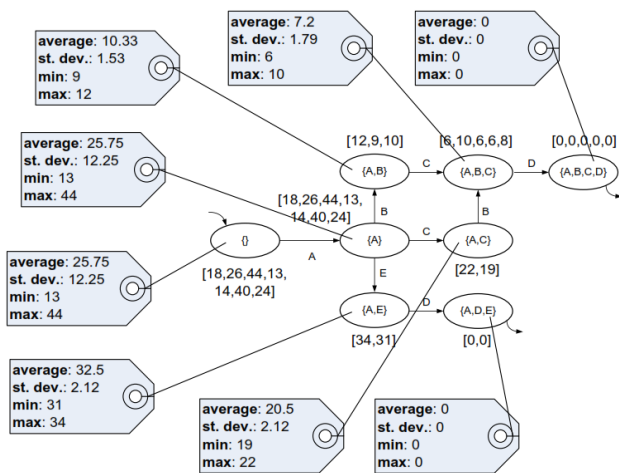 average: 10.33
st. dev.: 1.53
min: 9
max: 12
average: 7.2
st. dev.: 1.79
min: 6
max: 10
average: 0
st. dev.: 0
min: 0
max: 0
average: 25.75
st. dev.: 12.25
min: 13
max: 44
[12,9,10]
[6,10,6,6,8]
[0,0,0,0,0]
{A,B}
C
{A,B,C}
D
{A,B,C,D}
[18,26,44,13,
14,40,24]
B
B
{}
A
{A}
C
{A,C}
[18,26,44,13,
14,40,24]
E
[22,19]
average: 25.75
st. dev.: 12.25
min: 13
max: 44
{A,E}
D
{A,D,E}
[34,31]
[0,0]
average: 32.5
st. dev.: 2.12
min: 31
max: 34
average: 20.5
st. dev.: 2.12
min: 19
max: 22
average: 0
st. dev.: 0
min: 0
max: 0